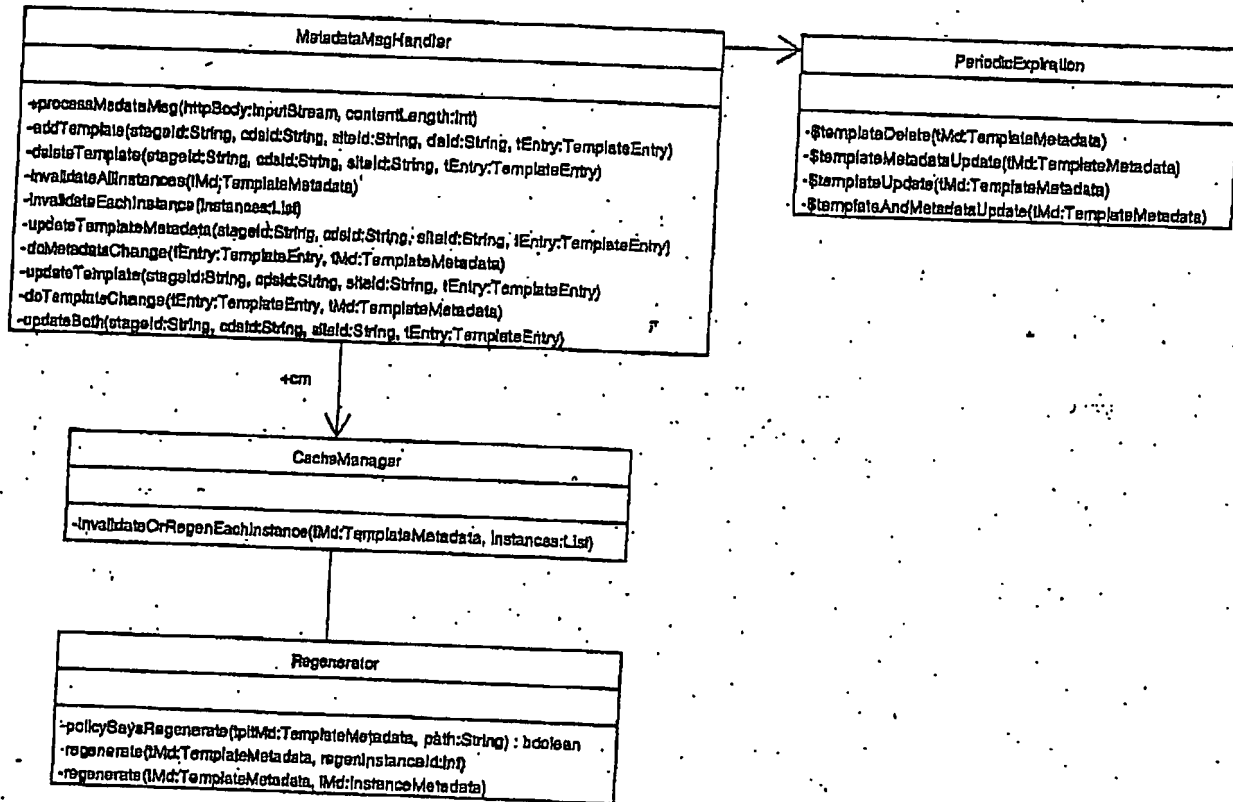 MetadataMsgHandler
+processMedataMsg(httpBody:InputStream, contentLength:int)
-addTemplate(stageId:String, cdsId:String, siteId:String, dsId:String, tEntry:TemplateEntry)
-deleteTemplate(stageId:String, cdsId:String, siteId:String, tEntry:TemplateEntry)
-invalidateAllInstances(tMd:TemplateMetadata)
-invalidateEachInstance(instances:List)
-updateTemplateMetadata(stageId:String, cdsId:String, siteId:String, tEntry:TemplateEntry)
-doMetadataChange(tEntry:TemplateEntry, tMd:TemplateMetadata)
-updateTemplate(stageId:String, cdsId:String, siteId:String, tEntry:TemplateEntry)
-doTemplateChange(tEntry:TemplateEntry, tMd:TemplateMetadata)
-updateBoth(stageId:String, cdsId:String, siteId:String, tEntry:TemplateEntry)
PeriodicExpiration
-$templateDelete(tMd:TemplateMetadata)
-$templateMetadataUpdate(tMd:TemplateMetadata)
-$templateUpdate(tMd:TemplateMetadata)
-$templateAndMetadataUpdate(tMd:TemplateMetadata)
+cm
CacheManager
-invalidateOrRegenEachInstance(tMd:TemplateMetadata, instances:List)
Regenerator
-policySaysRegenerate(tpltMd:TemplateMetadata, path:String) : boolean
-regenerate(tMd:TemplateMetadata, regenInstanceId:int)
-regenerate(tMd:TemplateMetadata, iMd:InstanceMetadata)